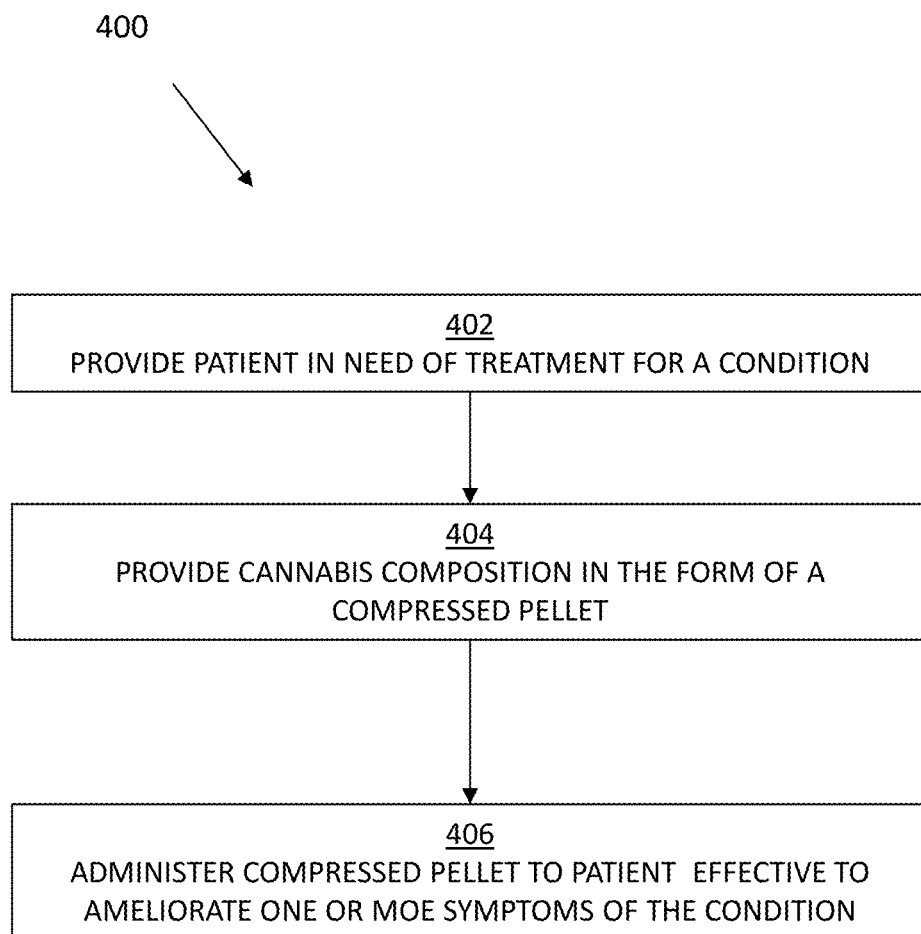 400
402
PROVIDE PATIENT IN NEED OF TREATMENT FOR A CONDITION
404
PROVIDE CANNABIS COMPOSITION IN THE FORM OF A
COMPRESSED PELLET
406
ADMINISTER COMPRESSED PELLET TO PATIENT EFFECTIVE TO
AMELIORATE ONE OR MOE SYMPTOMS OF THE CONDITION